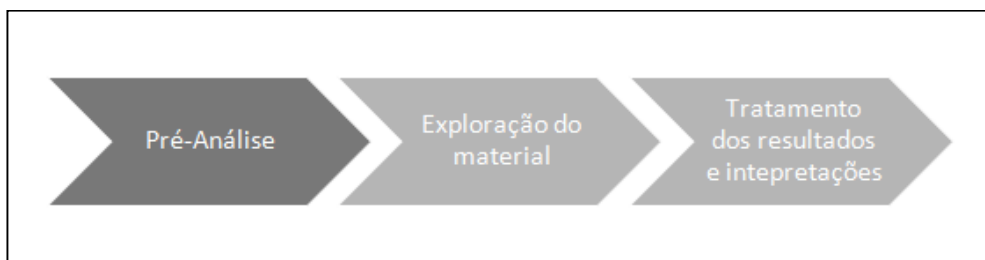 Pré-Análise
Exploração do
material
Tratamento
dos resultados
e intepretações